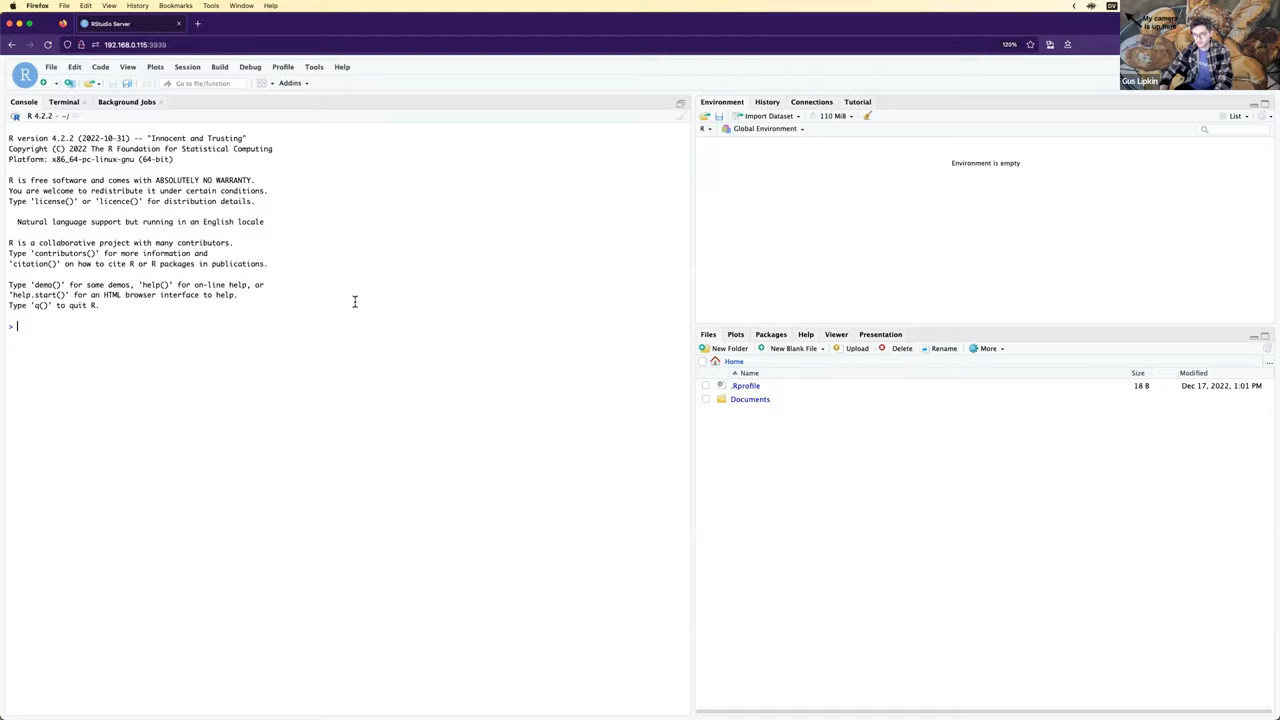 Firefox File Edit View History Bookmarks Tools Window Help
DV
RStudio Server
192.168.0.115:3939
120%
My camera
is up here
Gus Lipkin
R
File Edit Code View Plots Session Build Debug Profile Tools Help
Go to file/function
Addins
Console Terminal Background Jobs
R 4.2.2 · ~/
R version 4.2.2 (2022-10-31) -- "Innocent and Trusting"
Copyright (C) 2022 The R Foundation for Statistical Computing
Platform: x86_64-pc-linux-gnu (64-bit)
R is free software and comes with ABSOLUTELY NO WARRANTY.
You are welcome to redistribute it under certain conditions.
Type 'license()' or 'licence()' for distribution details.
Natural language support but running in an English locale
R is a collaborative project with many contributors.
Type 'contributors()' for more information and
'citation()' on how to cite R or R packages in publications.
Type 'demo()' for some demos, 'help()' for on-line help, or
'help.start()' for an HTML browser interface to help.
Type 'q()' to quit R.
>
Environment History Connections Tutorial
Import Dataset 110 MiB List
R Global Environment
Environment is empty
Files Plots Packages Help Viewer Presentation
New Folder New Blank File Upload Delete Rename More
Home ...
Name Size Modified
.Rprofile 18 B Dec 17, 2022, 1:01 PM
Documents